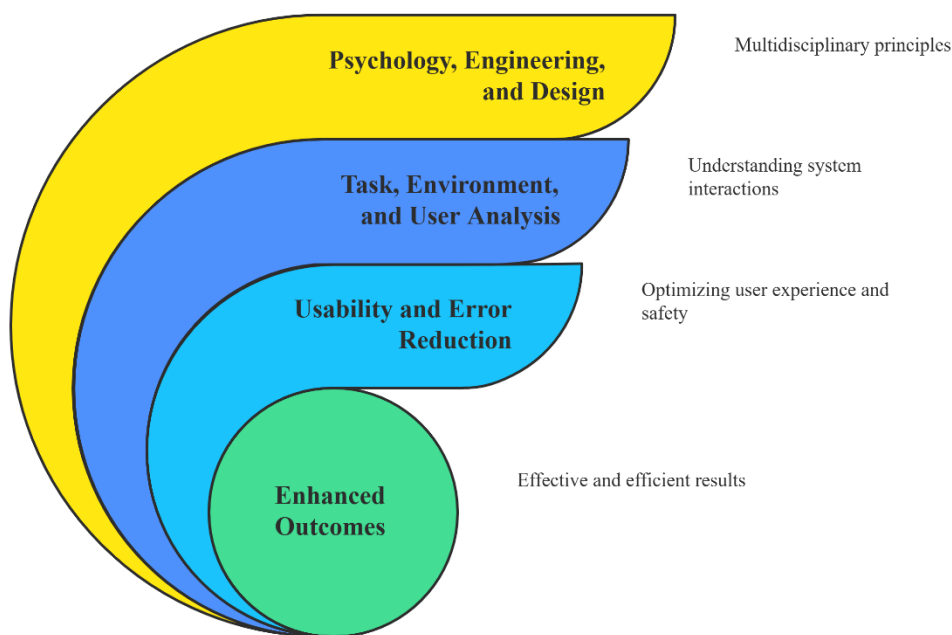 Psychology, Engineering,
and Design
Multidisciplinary principles
Task, Environment,
and User Analysis
Understanding system
interactions
Usability and Error
Reduction
Optimizing user experience and
safety
Enhanced
Outcomes
Effective and efficient results